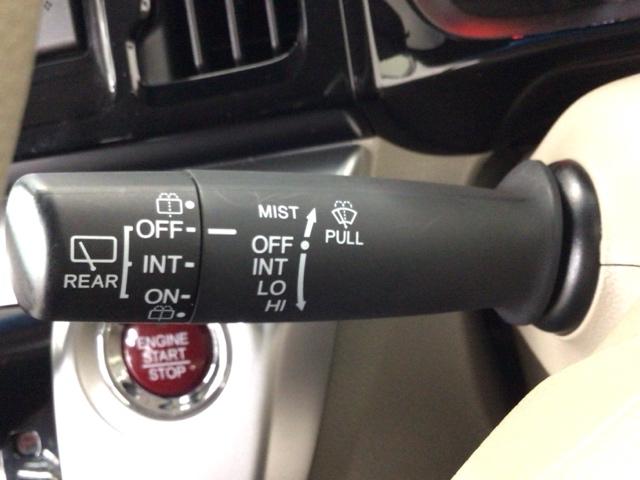 REAR
OFF
INT
ON
MIST
OFF
INT
LO
HI
PULL
ENGINE
START
STOP